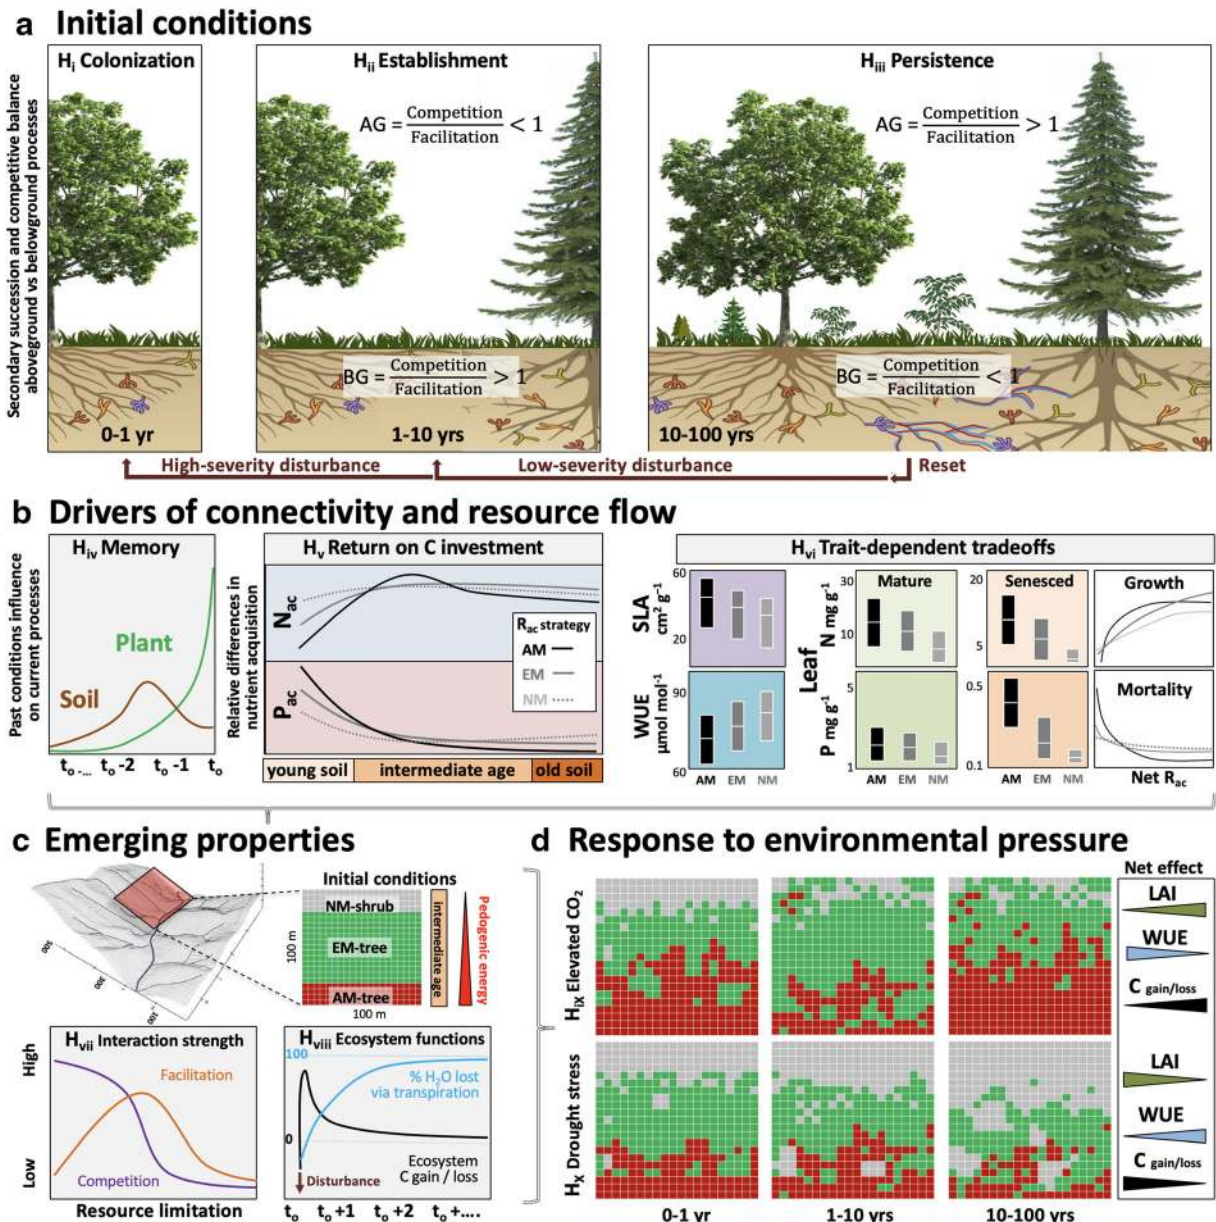 a Initial conditions
Secondary succession and competitive balance
aboveground vs belowground processes
Hi Colonization
0-1 yr
Hii Establishment
AG = Competition / Facilitation < 1
BG = Competition / Facilitation > 1
1-10 yrs
Hiii Persistence
AG = Competition / Facilitation > 1
BG = Competition / Facilitation < 1
10-100 yrs
High-severity disturbance
Low-severity disturbance
Reset
b Drivers of connectivity and resource flow
Past conditions influence
on current processes
Hiv Memory
Plant
Soil
to -... to -2 to -1 to
Relative differences in
nutrient acquisition
Hv Return on C investment
Nac
Pac
Rac strategy
AM
EM
NM
young soil intermediate age old soil
Hvi Trait-dependent tradeoffs
SLA
cm² g⁻¹
60
20
WUE
µmol mol⁻¹
90
60
AM EM NM
Leaf
Mature
N mg g⁻¹
30
10
P mg g⁻¹
5
1
AM EM NM
Senesced
20
5
0.5
0.1
AM EM NM
Growth
Mortality
Net Rac
c Emerging properties
500
300
100
Initial conditions
NM-shrub
EM-tree
AM-tree
100 m
100 m
intermediate age
Pedogenic energy
High
Low
Hvii Interaction strength
Facilitation
Competition
Resource limitation
Hviii Ecosystem functions
100
% H₂O lost
via transpiration
0
Ecosystem
C gain / loss
Disturbance
to to +1 to +2 to +....
d Response to environmental pressure
HiX Elevated CO₂
HX Drought stress
0-1 yr
1-10 yrs
10-100 yrs
Net effect
LAI
WUE
C gain/loss
LAI
WUE
C gain/loss